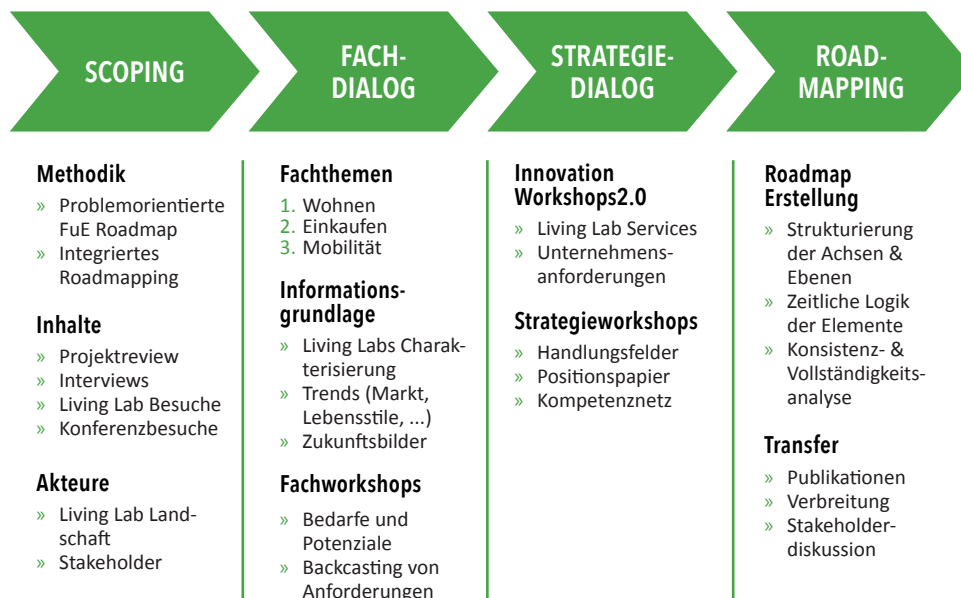 SCOPING
FACH-
DIALOG
STRATEGIE-
DIALOG
ROAD-
MAPPING
Methodik
» Problemorientierte
FuE Roadmap
» Integriertes
Roadmapping
Inhalte
» Projektreview
» Interviews
» Living Lab Besuche
» Konferenzbesuche
Akteure
» Living Lab Land-
schaft
» Stakeholder
Fachthemen
1. Wohnen
2. Einkaufen
3. Mobilität
Informations-
grundlage
» Living Labs Charak-
terisierung
» Trends (Markt,
Lebensstile, ...)
» Zukunftsbilder
Fachworkshops
» Bedarfe und
Potenziale
» Backcasting von
Anforderungen
Innovation
Workshops2.0
» Living Lab Services
» Unternehmens-
anforderungen
Strategieworkshops
» Handlungsfelder
» Positionspapier
» Kompetenznetz
Roadmap
Erstellung
» Strukturierung
der Achsen &
Ebenen
» Zeitliche Logik
der Elemente
» Konsistenz- &
Vollständigkeits-
analyse
Transfer
» Publikationen
» Verbreitung
» Stakeholder-
diskussion